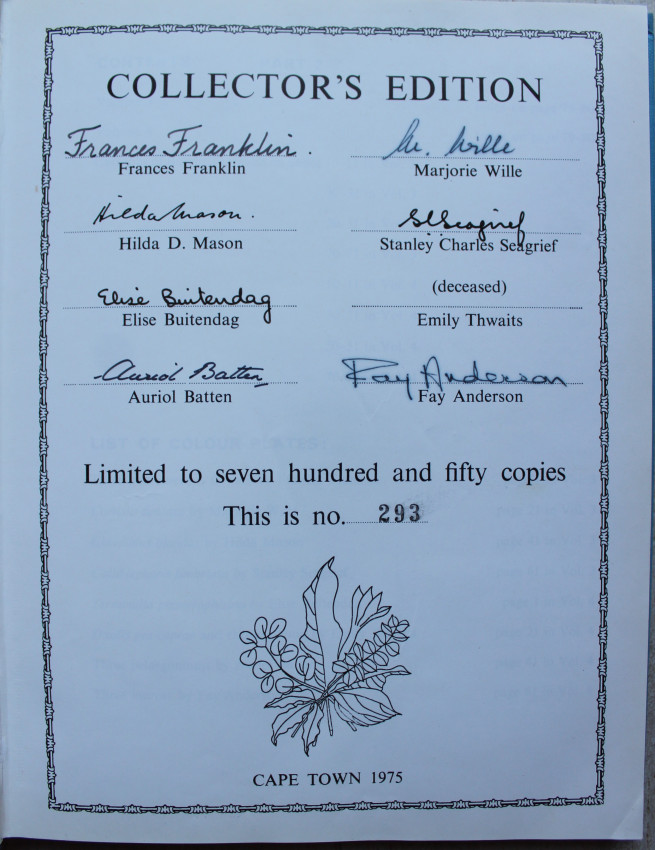 COLLECTOR'S EDITION
Frances Franklin. M. Wille
Frances Franklin Marjorie Wille
Hilda Mason. SCSeagrief
Hilda D. Mason Stanley Charles Seagrief
Elise Buitendag (deceased)
Elise Buitendag Emily Thwaits
Auriol Batten Fay Anderson
Auriol Batten Fay Anderson
Limited to seven hundred and fifty copies
This is no. 293
CAPE TOWN 1975